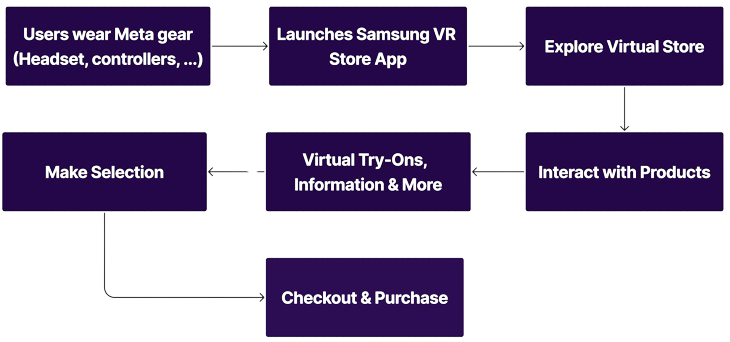 Users wear Meta gear
(Headset, controllers, ...)
Launches Samsung VR
Store App
Explore Virtual Store
Interact with Products
Virtual Try-Ons,
Information & More
Make Selection
Checkout & Purchase